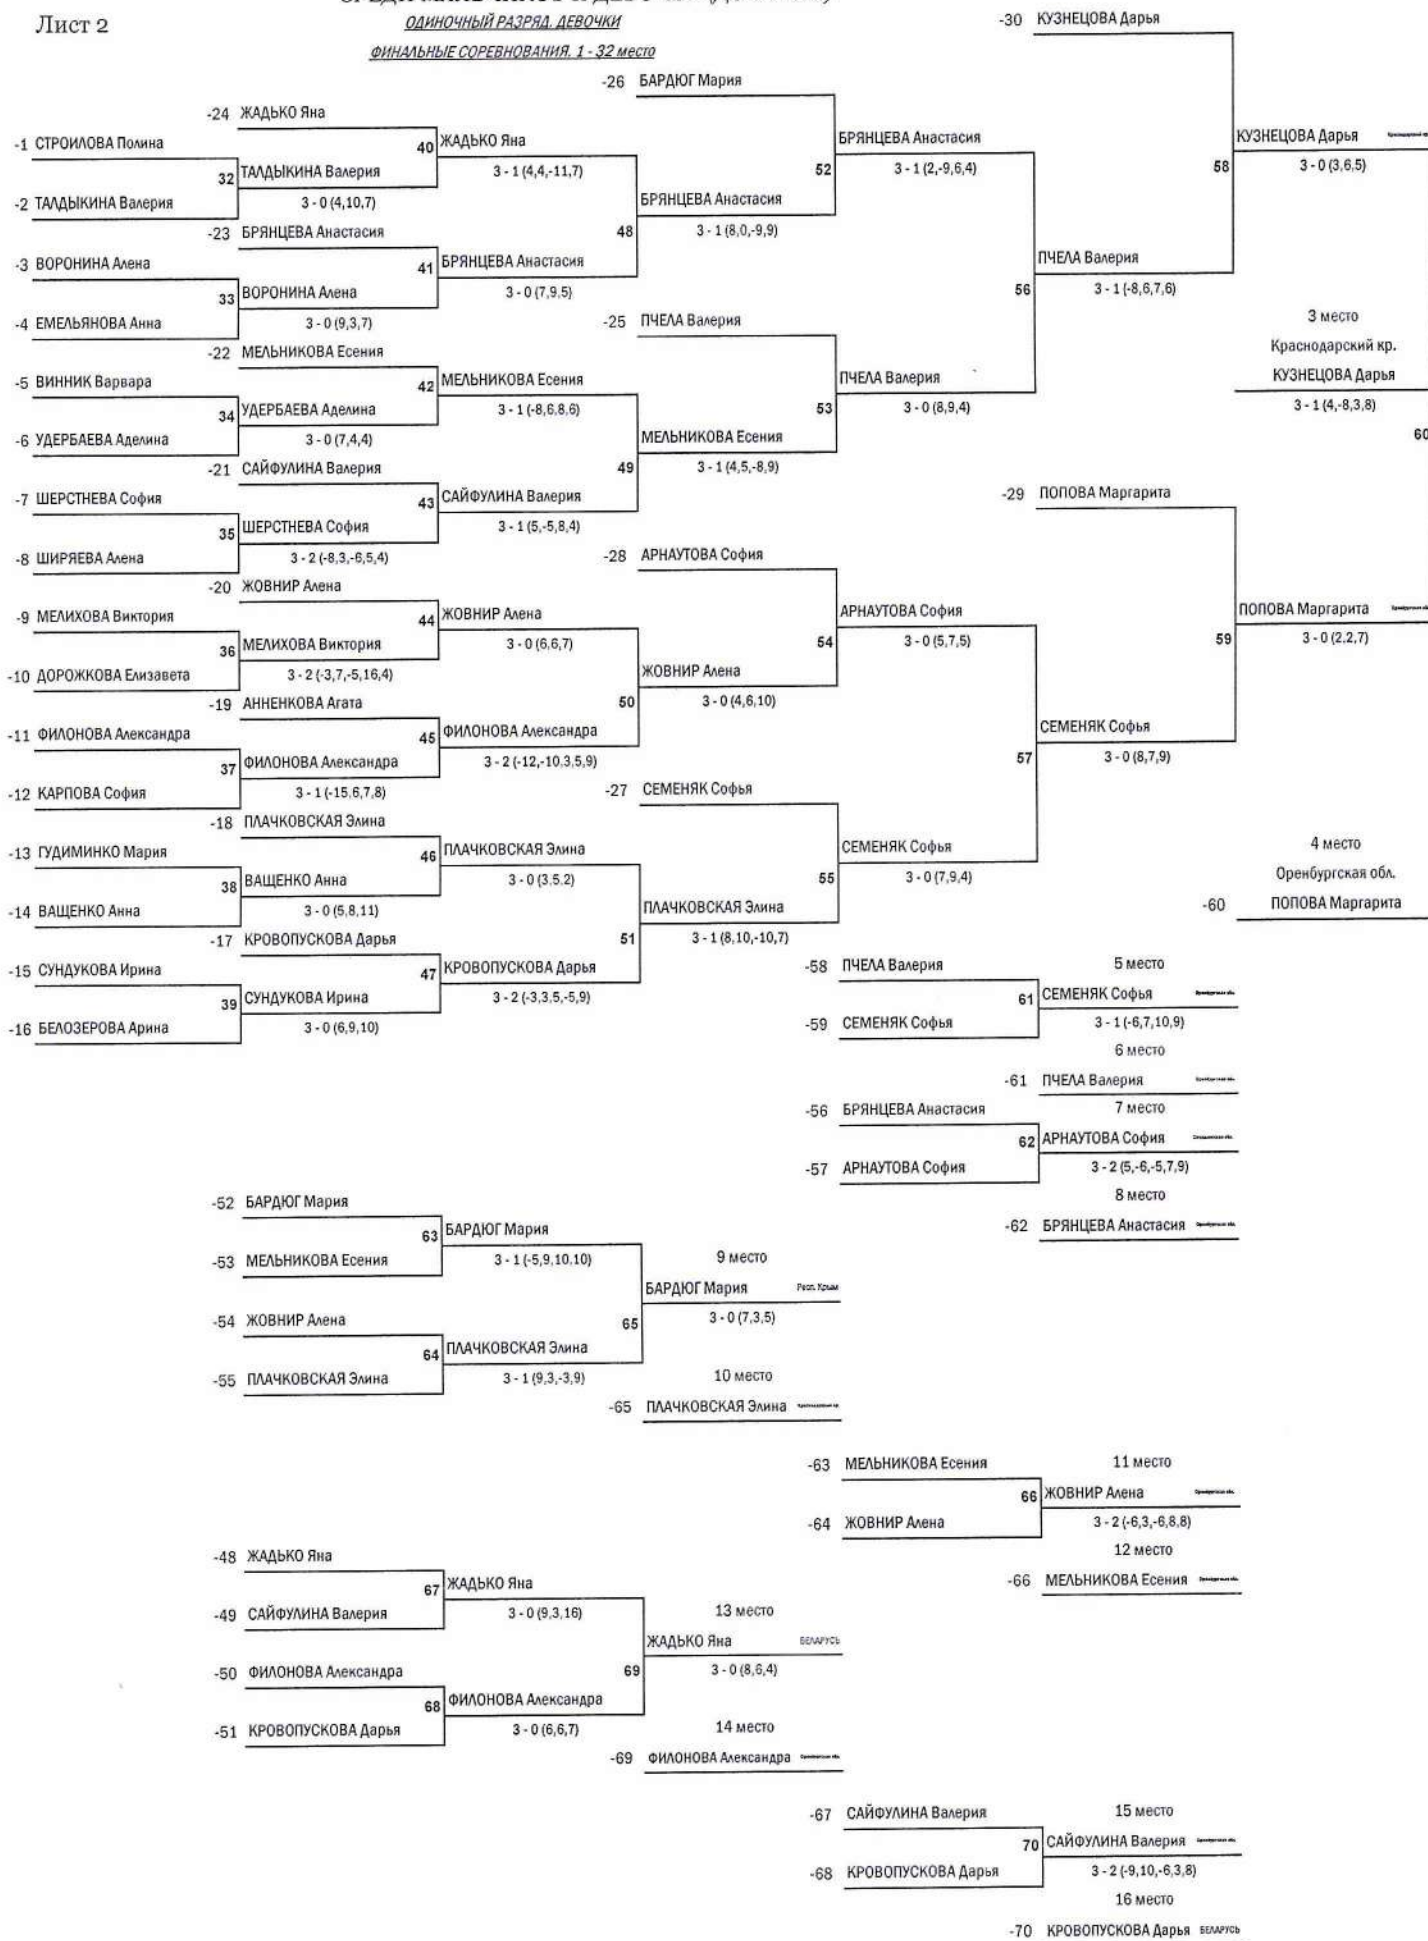 Лист 2
ОДИНОЧНЫЙ РАЗРЯД. ДЕВОЧКИ
ФИНАЛЬНЫЕ СОРЕВНОВАНИЯ. 1 - 32 место
-30 КУЗНЕЦОВА Дарья
-26 БАРДЮГ Мария
-24 ЖАДЬКО Яна
-1 СТРОИЛОВА Полина
40 ЖАДЬКО Яна
БРЯНЦЕВА Анастасия
КУЗНЕЦОВА Дарья
32 ТАЛДЫКИНА Валерия
3 - 1 (4,4,-11,7)
52
3 - 1 (2,-9,6,4)
58
3 - 0 (3,6,5)
-2 ТАЛДЫКИНА Валерия
3 - 0 (4,10,7)
БРЯНЦЕВА Анастасия
-23 БРЯНЦЕВА Анастасия
48
3 - 1 (8,0,-9,9)
-3 ВОРОНИНА Алена
41 БРЯНЦЕВА Анастасия
ПЧЕЛА Валерия
33 ВОРОНИНА Алена
3 - 0 (7,9,5)
56
3 - 1 (-8,6,7,6)
-4 ЕМЕЛЬЯНОВА Анна
3 - 0 (9,3,7)
-25 ПЧЕЛА Валерия
3 место
Краснодарский кр.
-22 МЕЛЬНИКОВА Есения
-5 ВИННИК Варвара
42 МЕЛЬНИКОВА Есения
ПЧЕЛА Валерия
КУЗНЕЦОВА Дарья
34 УДЕРБАЕВА Аделина
3 - 1 (-8,6,8,6)
53
3 - 0 (8,9,4)
3 - 1 (4,-8,3,8)
-6 УДЕРБАЕВА Аделина
3 - 0 (7,4,4)
МЕЛЬНИКОВА Есения
60
-21 САЙФУЛИНА Валерия
49
3 - 1 (4,5,-8,9)
-7 ШЕРСТНЕВА София
43 САЙФУЛИНА Валерия
-29 ПОПОВА Маргарита
35 ШЕРСТНЕВА София
3 - 1 (5,-5,8,4)
-8 ШИРЯЕВА Алена
3 - 2 (-8,3,-6,5,4)
-28 АРНАУТОВА София
-20 ЖОВНИР Алена
-9 МЕЛИХОВА Виктория
44 ЖОВНИР Алена
АРНАУТОВА София
ПОПОВА Маргарита
36 МЕЛИХОВА Виктория
3 - 0 (6,6,7)
54
3 - 0 (5,7,5)
59
3 - 0 (2,2,7)
-10 ДОРОЖКОВА Елизавета
3 - 2 (-3,7,-5,16,4)
ЖОВНИР Алена
-19 АННЕНКОВА Агата
50
3 - 0 (4,6,10)
-11 ФИЛОНОВА Александра
45 ФИЛОНОВА Александра
СЕМЕНЯК Софья
37 ФИЛОНОВА Александра
3 - 2 (-12,-10,3,5,9)
57
3 - 0 (8,7,9)
-12 КАРПОВА София
3 - 1 (-15,6,7,8)
-27 СЕМЕНЯК Софья
-18 ПЛАЧКОВСКАЯ Элина
-13 ГУДИМИНКО Мария
46 ПЛАЧКОВСКАЯ Элина
СЕМЕНЯК Софья
4 место
38 ВАЩЕНКО Анна
3 - 0 (3,5,2)
55
3 - 0 (7,9,4)
Оренбургская обл.
-14 ВАЩЕНКО Анна
3 - 0 (5,8,11)
ПЛАЧКОВСКАЯ Элина
-60 ПОПОВА Маргарита
-17 КРОВОПУСКОВА Дарья
51
3 - 1 (8,10,-10,7)
-15 СУНДУКОВА Ирина
47 КРОВОПУСКОВА Дарья
-58 ПЧЕЛА Валерия
5 место
39 СУНДУКОВА Ирина
3 - 2 (-3,3,5,-5,9)
61 СЕМЕНЯК Софья
-16 БЕЛОЗЕРОВА Арина
3 - 0 (6,9,10)
-59 СЕМЕНЯК Софья
3 - 1 (-6,7,10,9)
6 место
-61 ПЧЕЛА Валерия
-56 БРЯНЦЕВА Анастасия
7 место
62 АРНАУТОВА София
-57 АРНАУТОВА София
3 - 2 (5,-6,-5,7,9)
8 место
-62 БРЯНЦЕВА Анастасия
-52 БАРДЮГ Мария
63 БАРДЮГ Мария
-53 МЕЛЬНИКОВА Есения
3 - 1 (-5,9,10,10)
9 место
БАРДЮГ Мария Респ. Крым
-54 ЖОВНИР Алена
65
3 - 0 (7,3,5)
64 ПЛАЧКОВСКАЯ Элина
-55 ПЛАЧКОВСКАЯ Элина
3 - 1 (9,3,-3,9)
10 место
-65 ПЛАЧКОВСКАЯ Элина
-63 МЕЛЬНИКОВА Есения
11 место
66 ЖОВНИР Алена
-64 ЖОВНИР Алена
3 - 2 (-6,3,-6,8,8)
12 место
-66 МЕЛЬНИКОВА Есения
-48 ЖАДЬКО Яна
67 ЖАДЬКО Яна
-49 САЙФУЛИНА Валерия
3 - 0 (9,3,16)
13 место
ЖАДЬКО Яна БЕЛАРУСЬ
-50 ФИЛОНОВА Александра
69
3 - 0 (8,6,4)
68 ФИЛОНОВА Александра
-51 КРОВОПУСКОВА Дарья
3 - 0 (6,6,7)
14 место
-69 ФИЛОНОВА Александра
-67 САЙФУЛИНА Валерия
15 место
70 САЙФУЛИНА Валерия
-68 КРОВОПУСКОВА Дарья
3 - 2 (-9,10,-6,3,8)
16 место
-70 КРОВОПУСКОВА Дарья БЕЛАРУСЬ